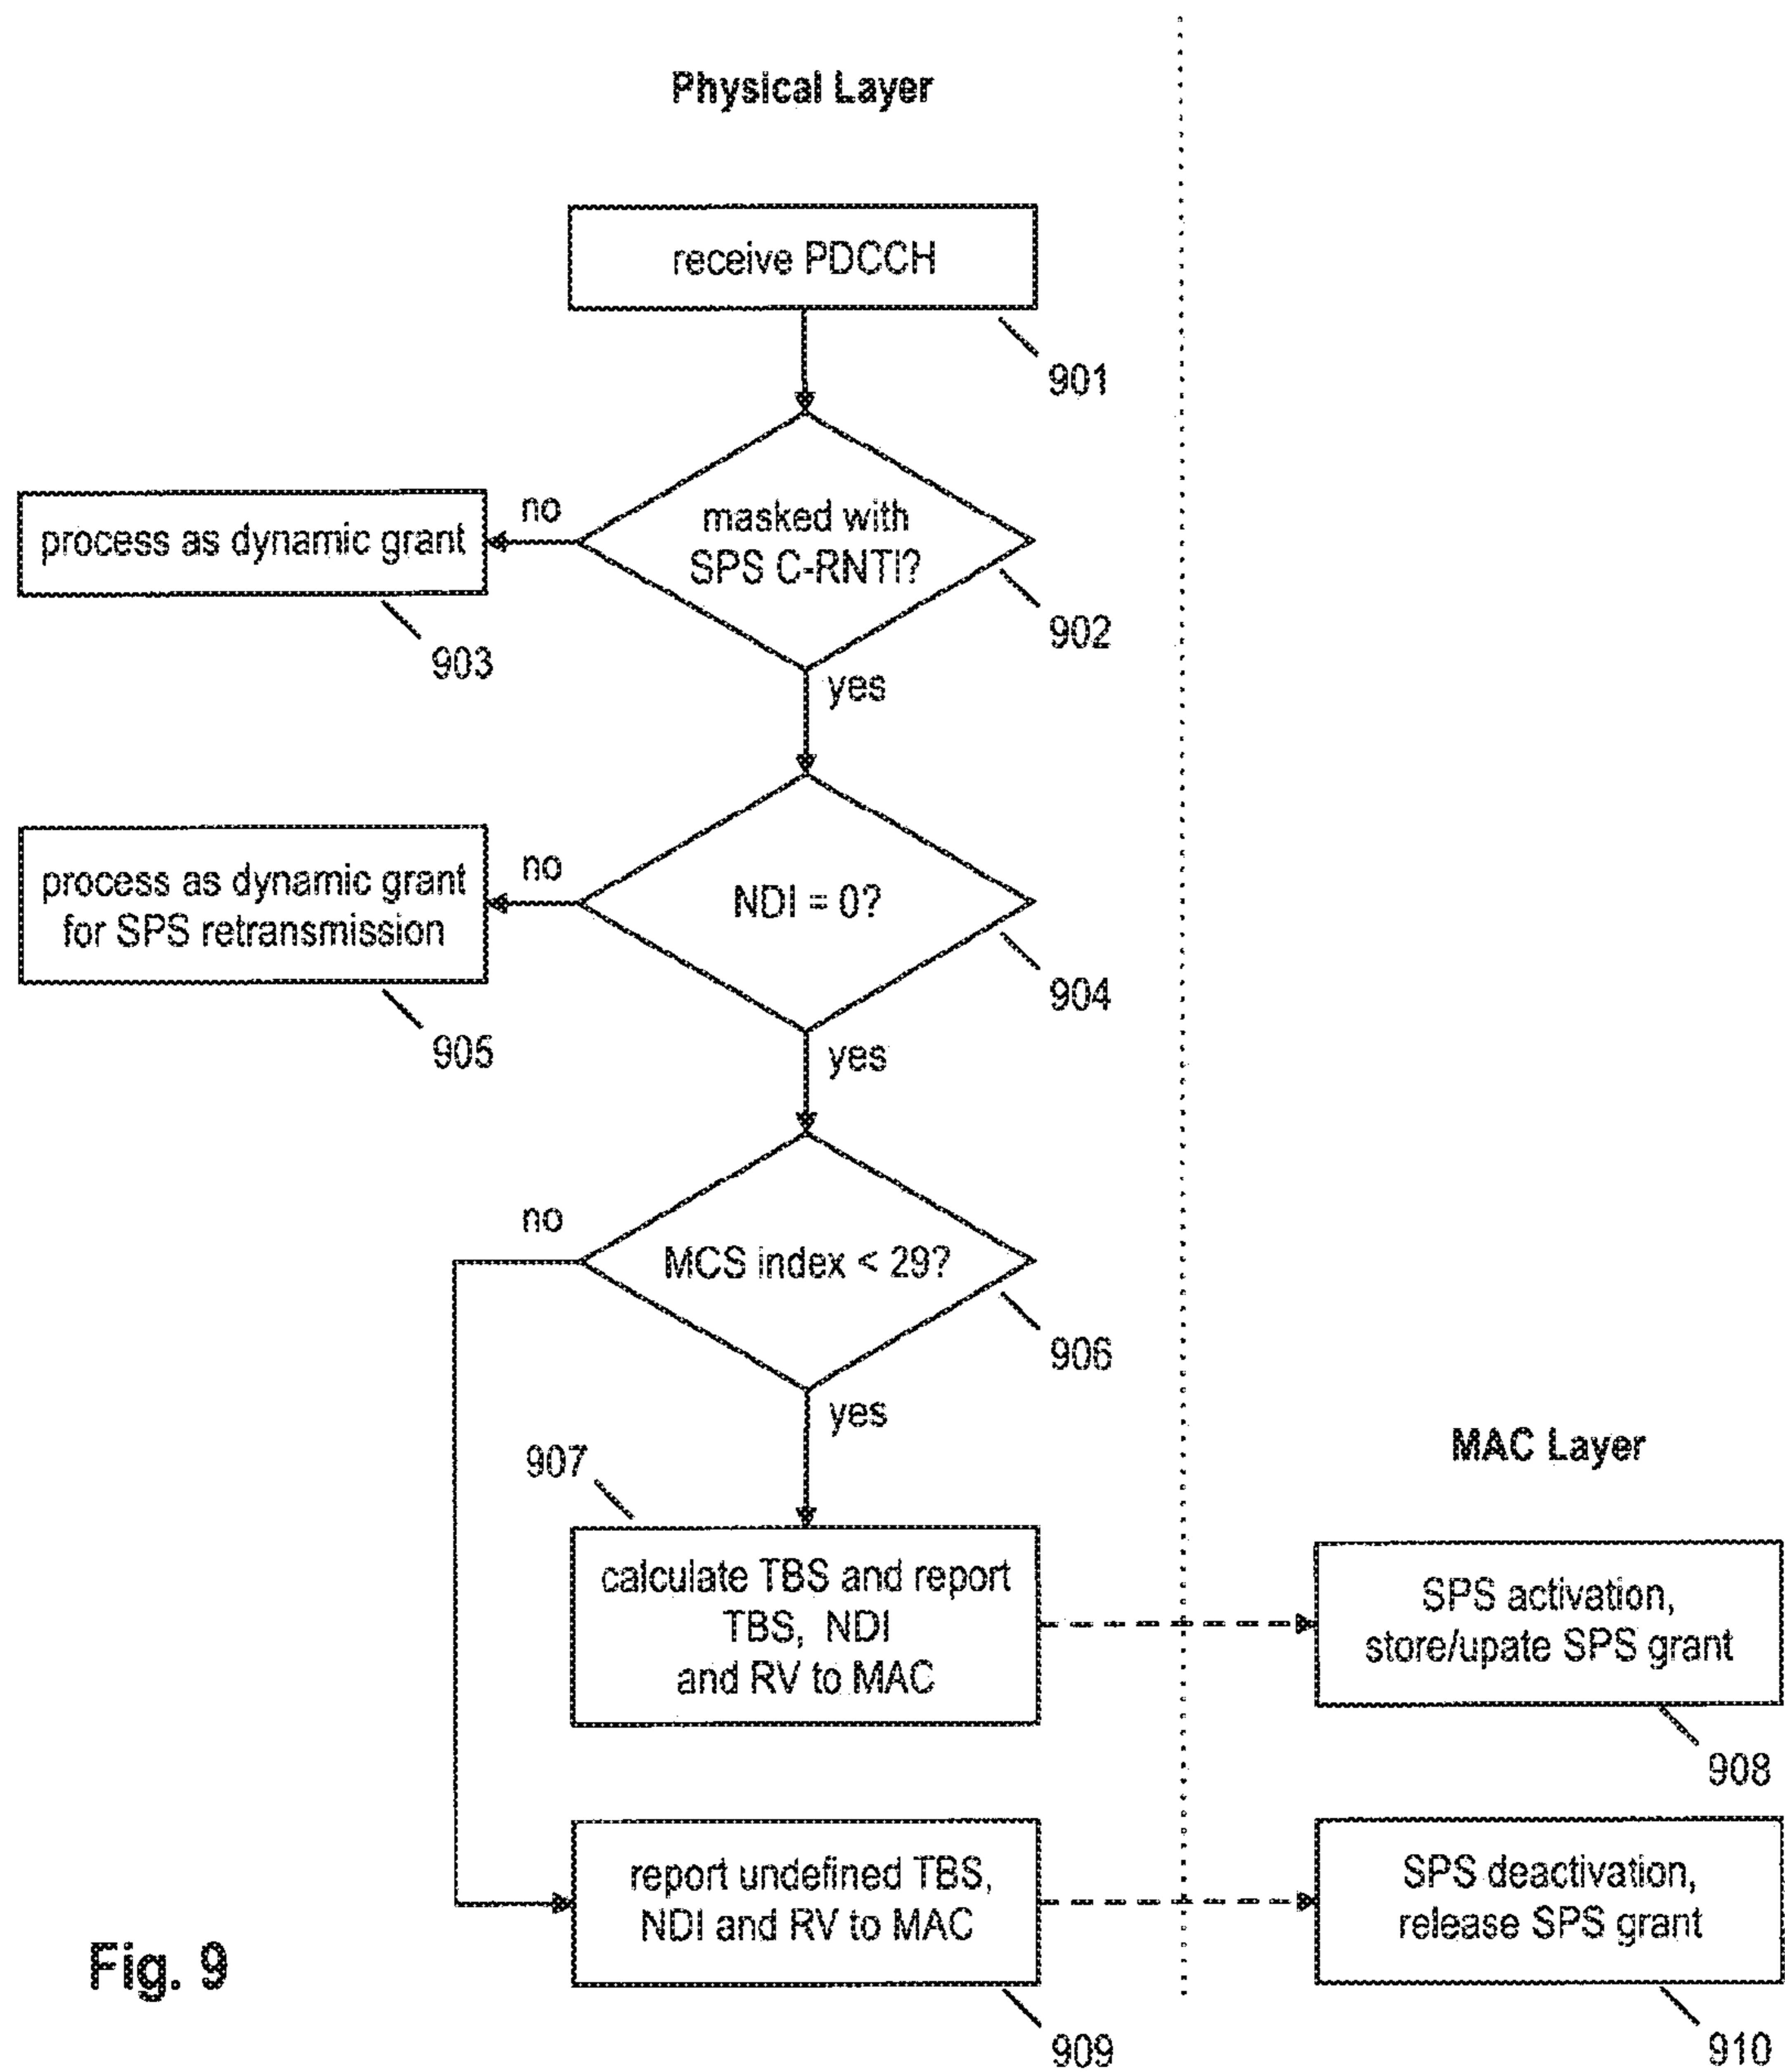 Physical Layer
receive PDCCH
901
masked with
SPS C-RNTI?
902
no
process as dynamic grant
903
yes
NDI = 0?
904
no
process as dynamic grant
for SPS retransmission
905
yes
MCS index < 29?
906
no
yes
907
calculate TBS and report
TBS, NDI
and RV to MAC
MAC Layer
SPS activation,
store/upate SPS grant
908
report undefined TBS,
NDI and RV to MAC
909
SPS deactivation,
release SPS grant
910
Fig. 9